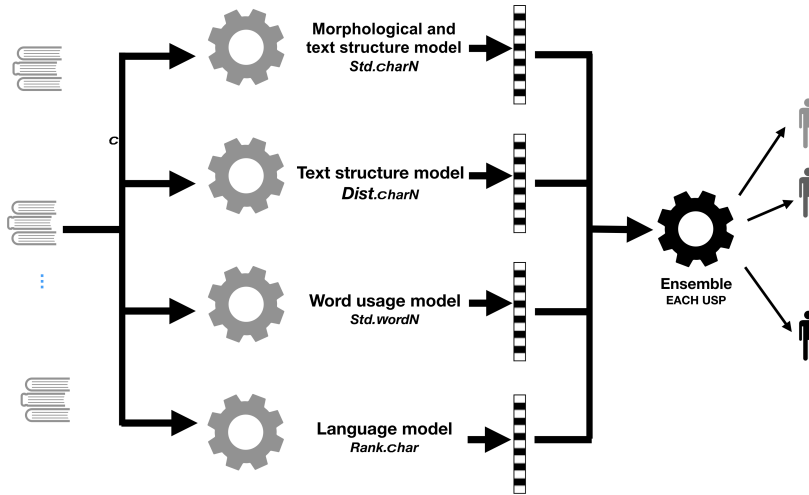 Morphological and
text structure model
Std.charN
c
Text structure model
Dist.charN
Word usage model
Std.wordN
Language model
Rank.char
Ensemble
EACH USP